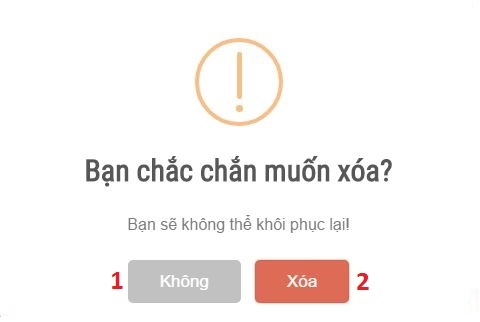 Bạn chắc chắn muốn xóa?
Bạn sẽ không thể khôi phục lại!
1 Không Xóa 2